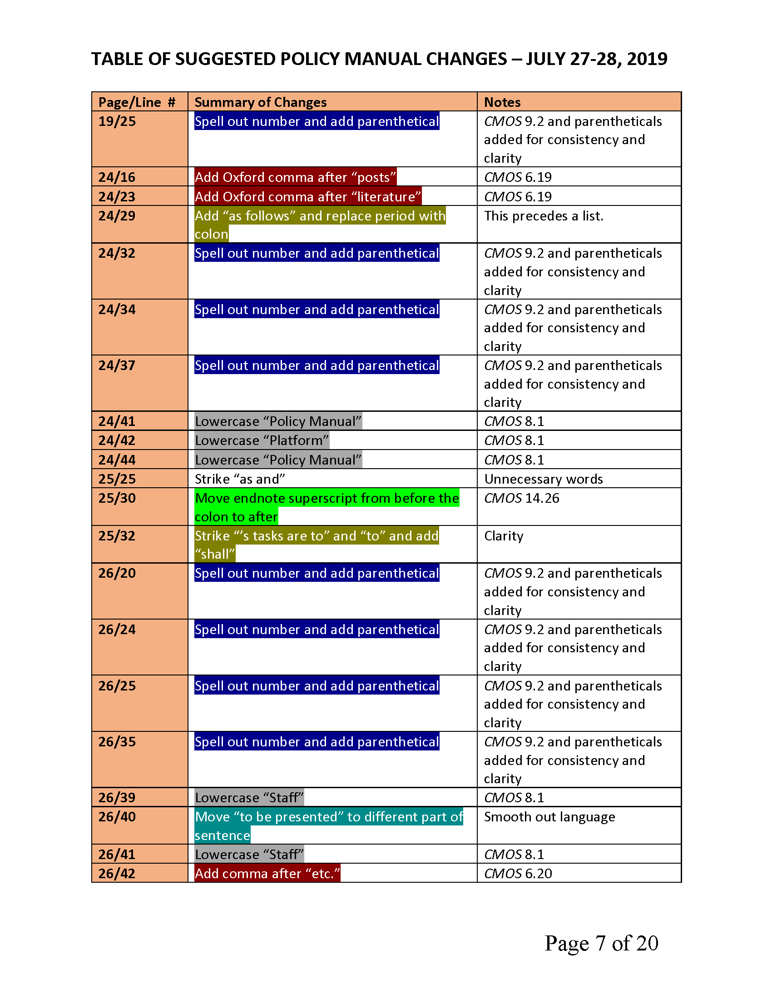 TABLE OF SUGGESTED POLICY MANUAL CHANGES – JULY 27-28, 2019
Page/Line # Summary of Changes Notes
19/25 Spell out number and add parenthetical CMOS 9.2 and parentheticals
added for consistency and
clarity
24/16 Add Oxford comma after “posts” CMOS 6.19
24/23 Add Oxford comma after “literature” CMOS 6.19
24/29 Add “as follows” and replace period with This precedes a list.
colon
24/32 Spell out number and add parenthetical CMOS 9.2 and parentheticals
added for consistency and
clarity
24/34 Spell out number and add parenthetical CMOS 9.2 and parentheticals
added for consistency and
clarity
24/37 Spell out number and add parenthetical CMOS 9.2 and parentheticals
added for consistency and
clarity
24/41 Lowercase “Policy Manual” CMOS 8.1
24/42 Lowercase “Platform” CMOS 8.1
24/44 Lowercase “Policy Manual” CMOS 8.1
25/25 Strike “as and” Unnecessary words
25/30 Move endnote superscript from before the CMOS 14.26
colon to after
25/32 Strike “’s tasks are to” and “to” and add Clarity
“shall”
26/20 Spell out number and add parenthetical CMOS 9.2 and parentheticals
added for consistency and
clarity
26/24 Spell out number and add parenthetical CMOS 9.2 and parentheticals
added for consistency and
clarity
26/25 Spell out number and add parenthetical CMOS 9.2 and parentheticals
added for consistency and
clarity
26/35 Spell out number and add parenthetical CMOS 9.2 and parentheticals
added for consistency and
clarity
26/39 Lowercase “Staff” CMOS 8.1
26/40 Move “to be presented” to different part of Smooth out language
sentence
26/41 Lowercase “Staff” CMOS 8.1
26/42 Add comma after “etc.” CMOS 6.20
Page 7 of 20